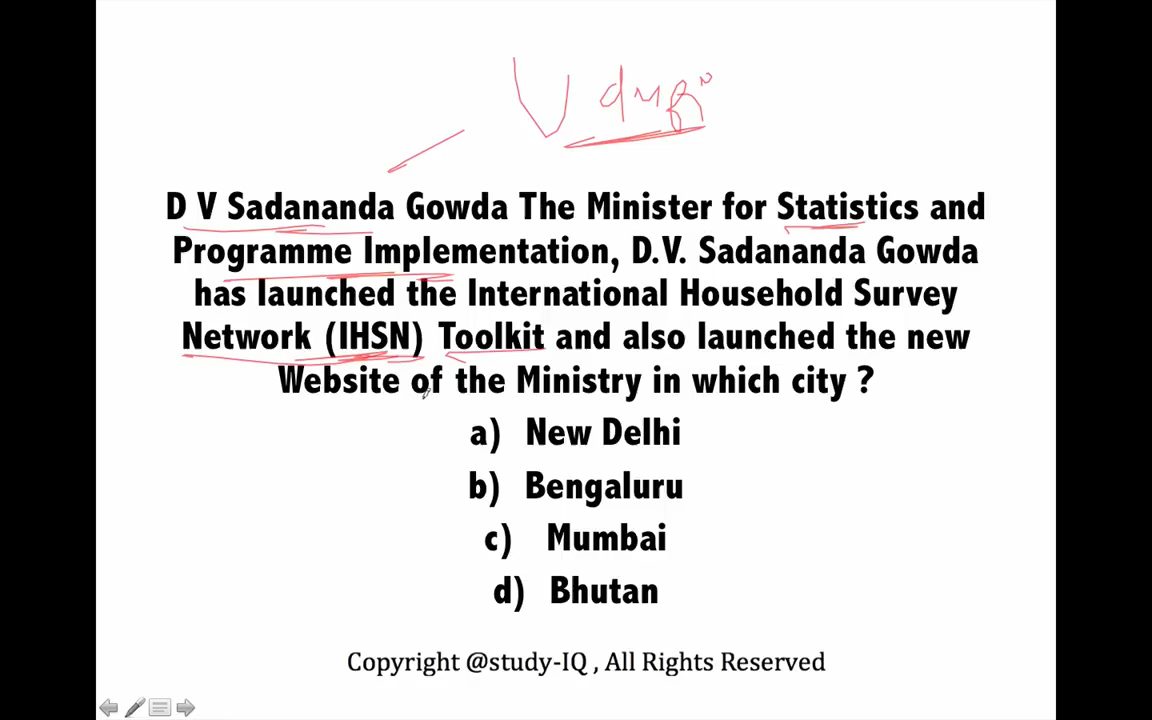 D V Sadananda Gowda The Minister for Statistics and
Programme Implementation, D.V. Sadananda Gowda
has launched the International Household Survey
Network (IHSN) Toolkit and also launched the new
Website of the Ministry in which city ?
a) New Delhi
b) Bengaluru
c) Mumbai
d) Bhutan
Copyright @study-IQ , All Rights Reserved